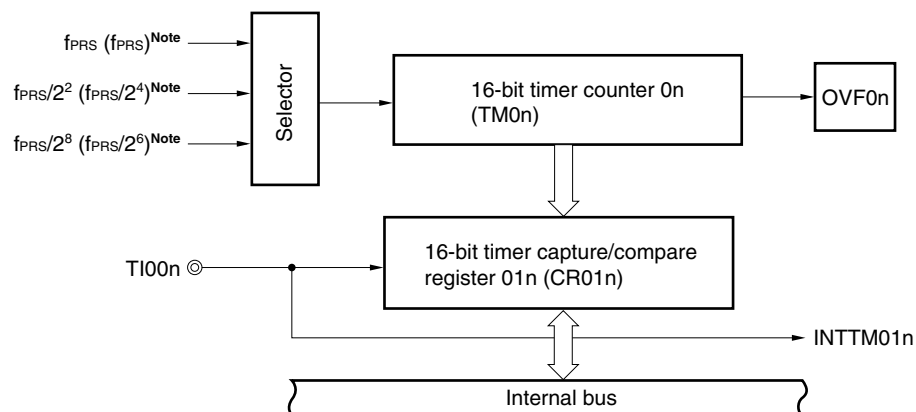 fPRS (fPRS)Note
fPRS/2² (fPRS/2⁴)Note
fPRS/2⁸ (fPRS/2⁶)Note
Selector
16-bit timer counter 0n
(TM0n)
OVF0n
16-bit timer capture/compare
register 01n (CR01n)
TI00n
INTTM01n
Internal bus